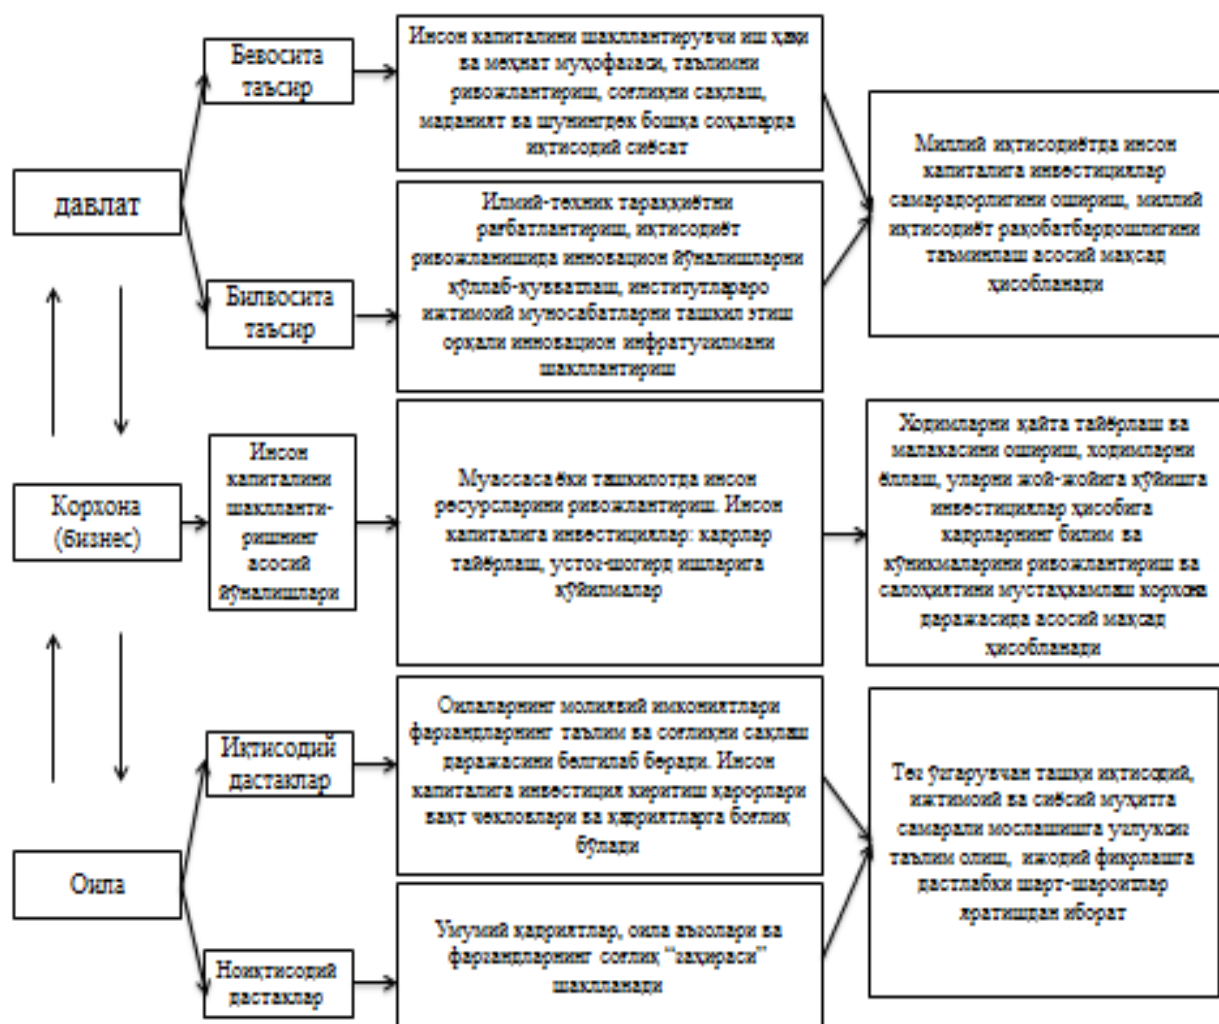 Бевосита
таъсир
Инсон капиталини шакллантирувчи иш ҳақи
ва меҳнат муҳофазаси, таълимни
ривожлантириш, соғлиқни сақлаш,
маданият ва шунингдек бошқа соҳаларда
иқтисодий сиёсат
Миллий иқтисодиётда инсон
капиталига инвестициялар
самарадорлигини ошириш, миллий
иқтисодиёт рақобатбардошлигини
таъминлаш асосий мақсад
ҳисобланади
давлат
Билвосита
таъсир
Илмий-техник тараққиётни
рағбатлантириш, иқтисодиёт
ривожланишида инновацион йўналишларни
қўллаб-қувватлаш, институтлараро
ижтимоий муносабатларни ташкил этиш
орқали инновацион инфратузилмани
шакллантириш
Корхона
(бизнес)
Инсон
капиталини
шакллanти-
ришнинг
асосий
йўналишлари
Муассаса ёки ташкилотда инсон
ресурсларини ривожлантириш. Инсон
капиталига инвестициялар: кадрлар
тайёрлаш, устоз-шогирд ишларига
қўйилмалар
Ходимларни қайта тайёрлаш ва
малакасини ошириш, ходимларни
ёллаш, уларни жой-жойига қўйишга
инвестициялар ҳисобига
кадрларнинг билим ва
кўникмаларини ривожлантириш ва
салоҳиятини мустаҳкамлаш корхона
даражасида асосий мақсад
ҳисобланади
Оила
Иқтисодий
дастаклар
Оилаларнинг молиявий имкониятлари
фарзандларнинг таълим ва соғлиқни сақлаш
даражасини белгилаб беради. Инсон
капиталига инвестиция киритиш қарорлари
вақт чекловлари ва қадриятларга боғлиқ
бўлади
Тез ўзгарувчан ташқи иқтисодий,
ижтимоий ва сиёсий муҳитга
самарали мослашишга узлуксиз
таълим олиш, ижодий фикрлашга
дастлабки шарт-шароитлар
яратишдан иборат
Ноиқтисодий
дастаклар
Умумий қадриятлар, оила аъзолари ва
фарзандларнинг соғлиқ “захираси”
шаклланади